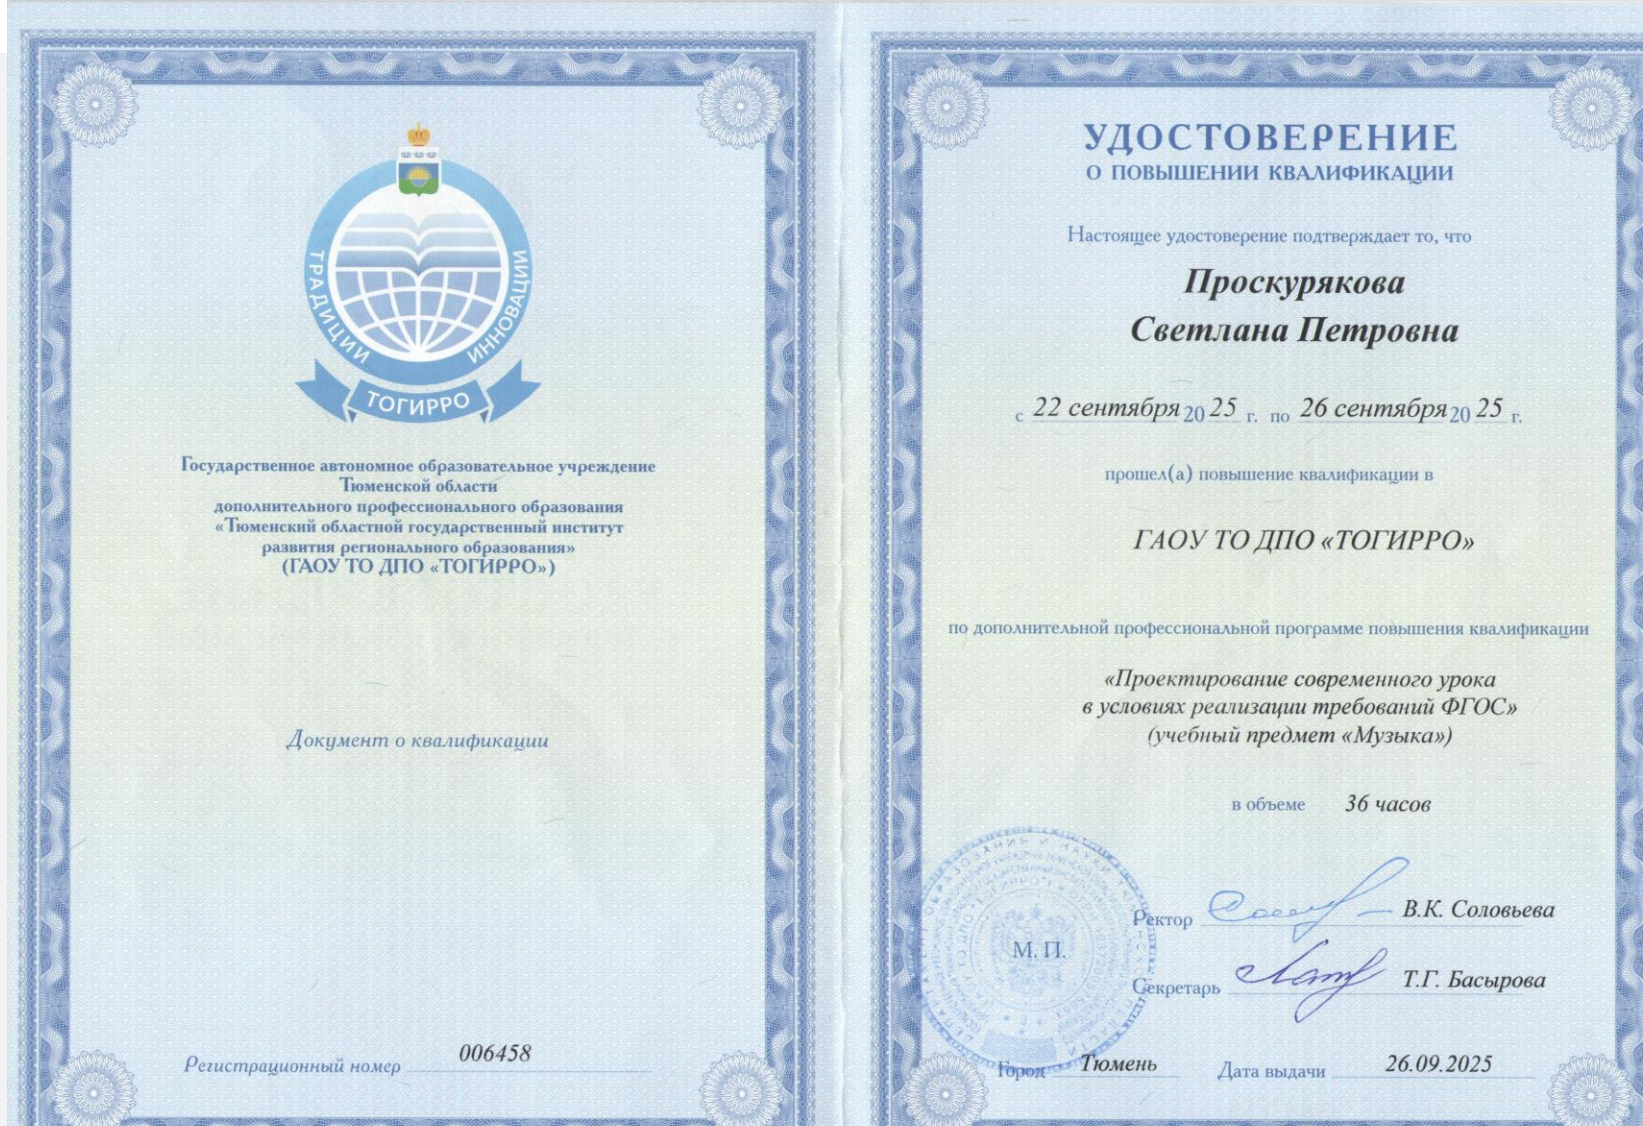 ТРАДИЦИИ
ИННОВАЦИИ
ТОГИРРО
Государственное автономное образовательное учреждение
Тюменской области
дополнительного профессионального образования
«Тюменский областной государственный институт
развития регионального образования»
(ГАОУ ТО ДПО «ТОГИРРО»)
Документ о квалификации
Регистрационный номер 006458
УДОСТОВЕРЕНИЕ
О ПОВЫШЕНИИ КВАЛИФИКАЦИИ
Настоящее удостоверение подтверждает то, что
Проскурякова
Светлана Петровна
с 22 сентября 20 25 г. по 26 сентября 20 25 г.
прошел(а) повышение квалификации в
ГАОУ ТО ДПО «ТОГИРРО»
по дополнительной профессиональной программе повышения квалификации
«Проектирование современного урока
в условиях реализации требований ФГОС»
(учебный предмет «Музыка»)
в объеме 36 часов
Ректор В.К. Соловьева
М. П.
Секретарь Т.Г. Басырова
Город Тюмень Дата выдачи 26.09.2025